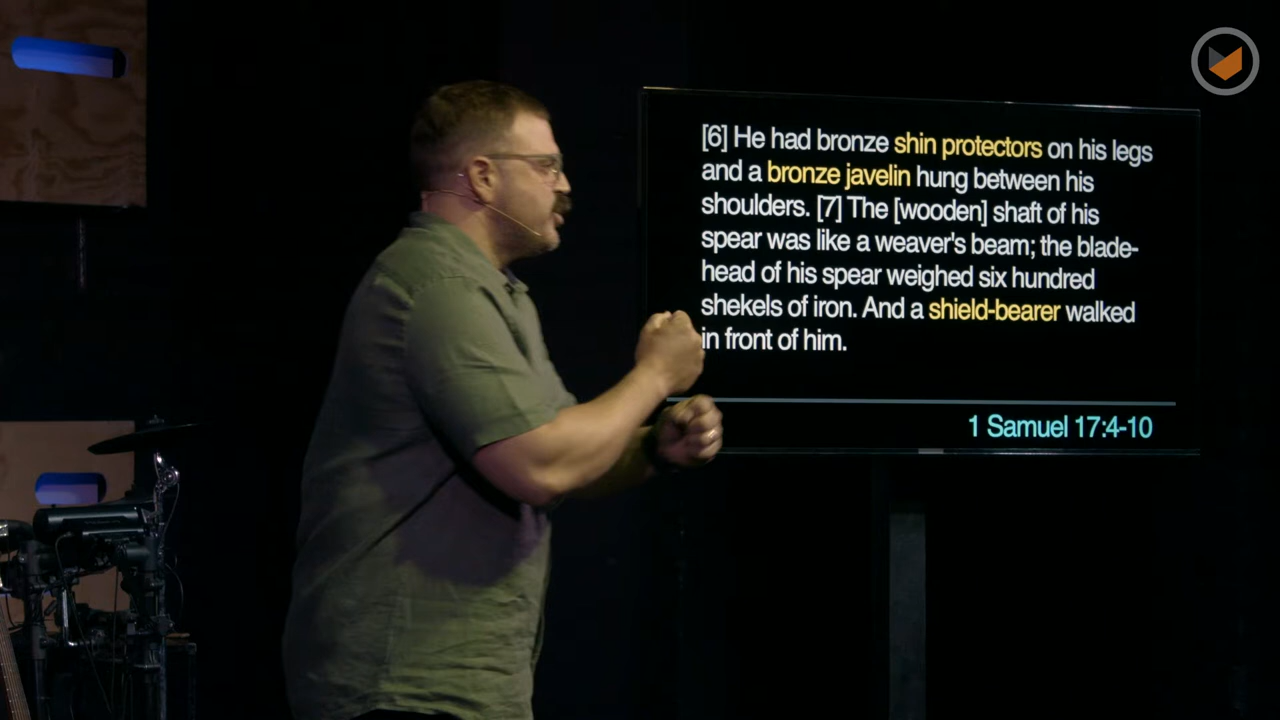 [6] He had bronze shin protectors on his legs
and a bronze javelin hung between his
shoulders. [7] The [wooden] shaft of his
spear was like a weaver's beam; the blade-
head of his spear weighed six hundred
shekels of iron. And a shield-bearer walked
in front of him.
1 Samuel 17:4-10